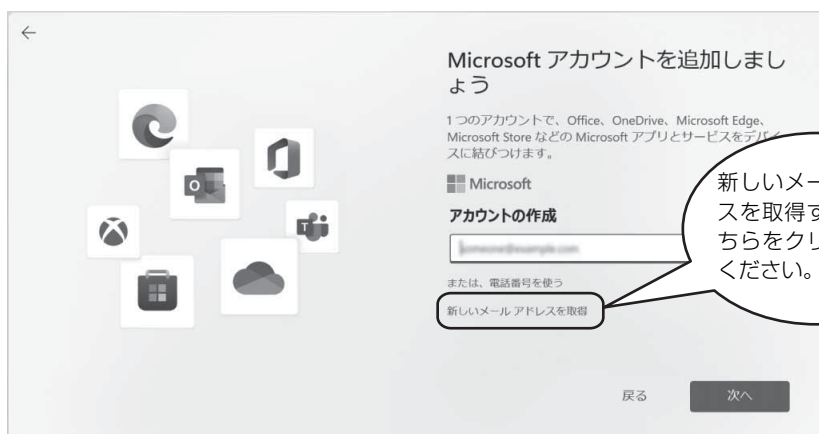 Microsoft アカウントを追加しまし
ょう
1 つのアカウントで、Office、OneDrive、Microsoft Edge、
Microsoft Store などの Microsoft アプリとサービスをデバイ
スに結びつけます。
Microsoft
アカウントの作成
someone@example.com
または、電話番号を使う
新しいメール アドレスを取得
新しいメー
スを取得す
ちらをクリ
ください。
戻る
次へ